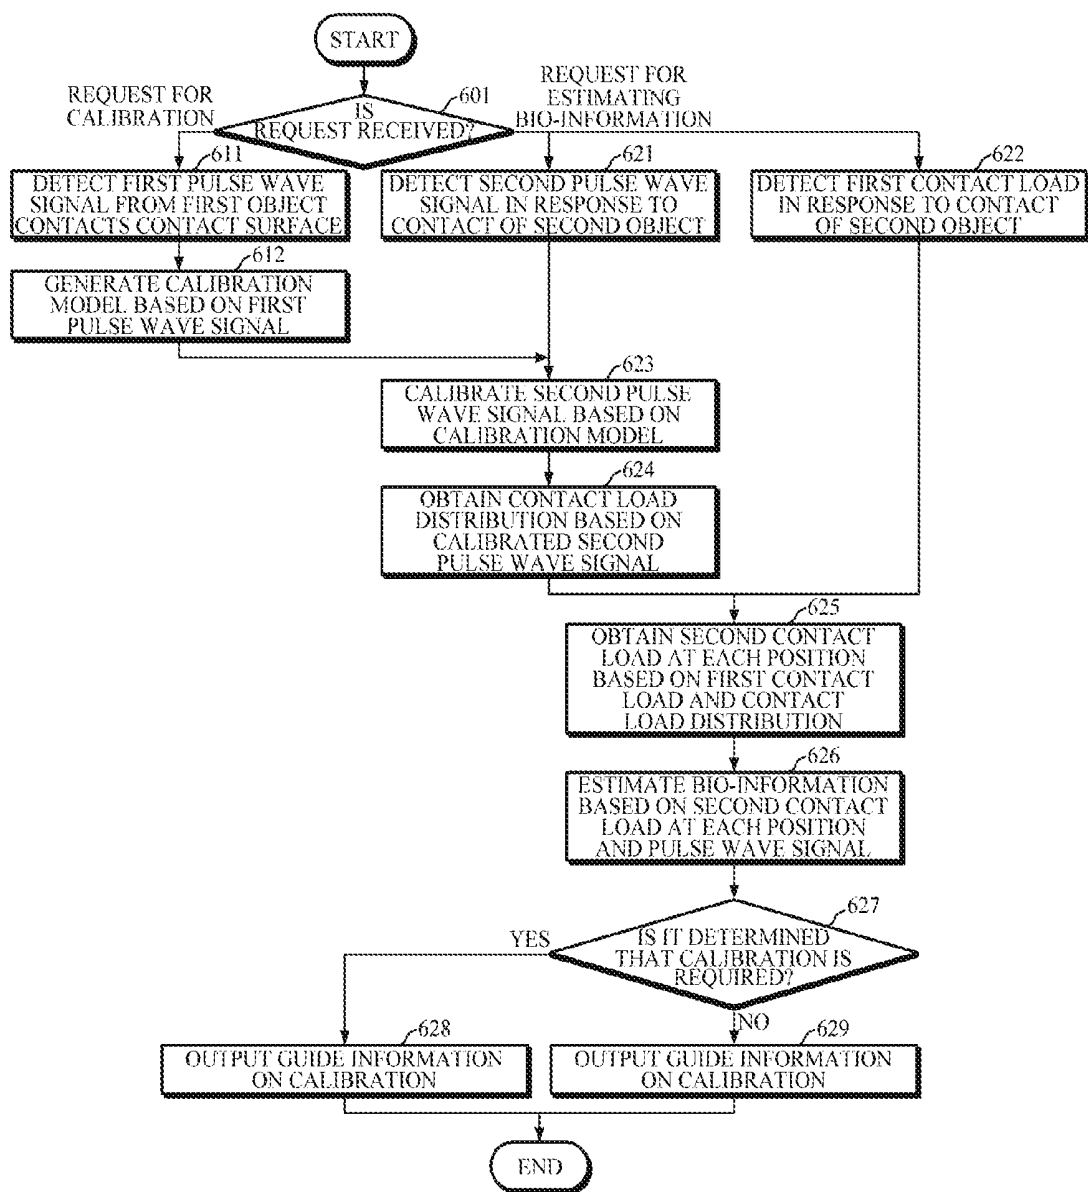 START
REQUEST FOR
CALIBRATION
601
IS
REQUEST RECEIVED?
REQUEST FOR
ESTIMATING
BIO-INFORMATION
611
DETECT FIRST PULSE WAVE
SIGNAL FROM FIRST OBJECT
CONTACTS CONTACT SURFACE
621
DETECT SECOND PULSE WAVE
SIGNAL IN RESPONSE TO
CONTACT OF SECOND OBJECT
622
DETECT FIRST CONTACT LOAD
IN RESPONSE TO CONTACT
OF SECOND OBJECT
612
GENERATE CALIBRATION
MODEL BASED ON FIRST
PULSE WAVE SIGNAL
623
CALIBRATE SECOND PULSE
WAVE SIGNAL BASED ON
CALIBRATION MODEL
624
OBTAIN CONTACT LOAD
DISTRIBUTION BASED ON
CALIBRATED SECOND
PULSE WAVE SIGNAL
625
OBTAIN SECOND CONTACT
LOAD AT EACH POSITION
BASED ON FIRST CONTACT
LOAD AND CONTACT
LOAD DISTRIBUTION
626
ESTIMATE BIO-INFORMATION
BASED ON SECOND CONTACT
LOAD AT EACH POSITION
AND PULSE WAVE SIGNAL
627
IS IT DETERMINED
THAT CALIBRATION IS
REQUIRED?
YES
NO
628
OUTPUT GUIDE INFORMATION
ON CALIBRATION
629
OUTPUT GUIDE INFORMATION
ON CALIBRATION
END